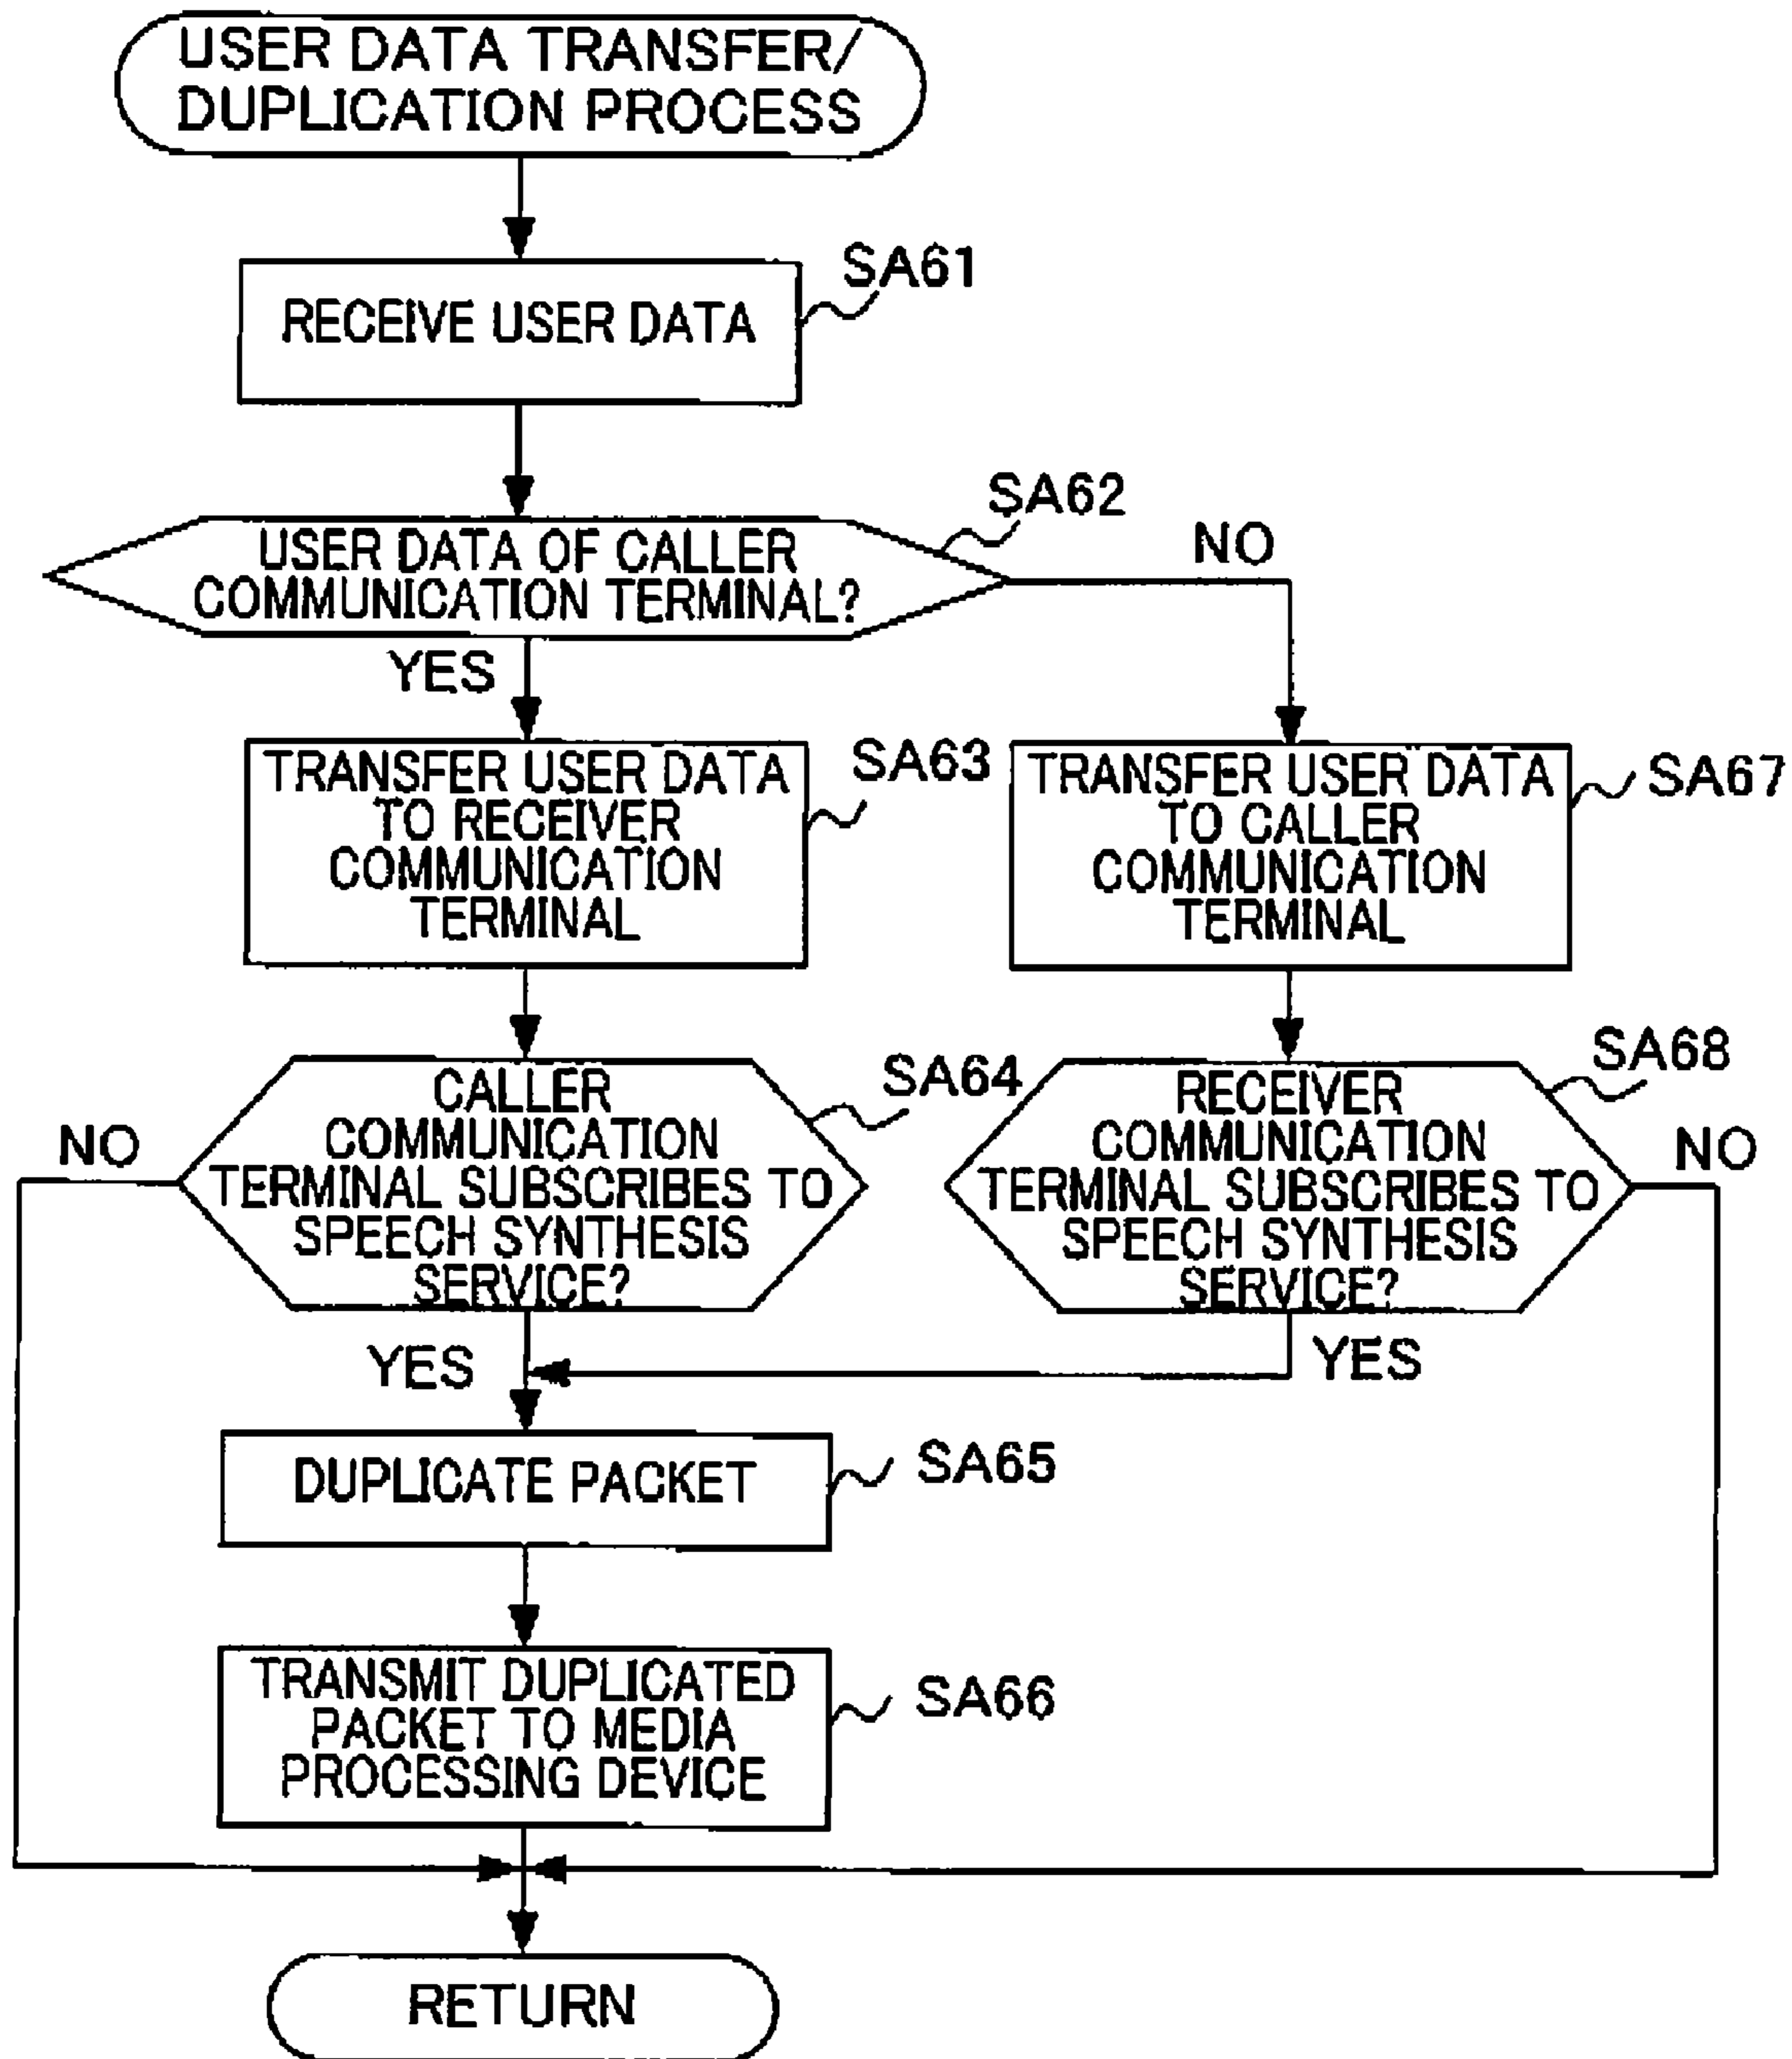 USER DATA TRANSFER/
DUPLICATION PROCESS
SA61
RECEIVE USER DATA
SA62
USER DATA OF CALLER
COMMUNICATION TERMINAL?
NO
YES
TRANSFER USER DATA
TO RECEIVER
COMMUNICATION
TERMINAL
SA63
TRANSFER USER DATA
TO CALLER
COMMUNICATION
TERMINAL
SA67
CALLER
COMMUNICATION
TERMINAL SUBSCRIBES TO
SPEECH SYNTHESIS
SERVICE?
SA64
NO
RECEIVER
COMMUNICATION
TERMINAL SUBSCRIBES TO
SPEECH SYNTHESIS
SERVICE?
SA68
NO
YES
YES
DUPLICATE PACKET
SA65
TRANSMIT DUPLICATED
PACKET TO MEDIA
PROCESSING DEVICE
SA66
RETURN